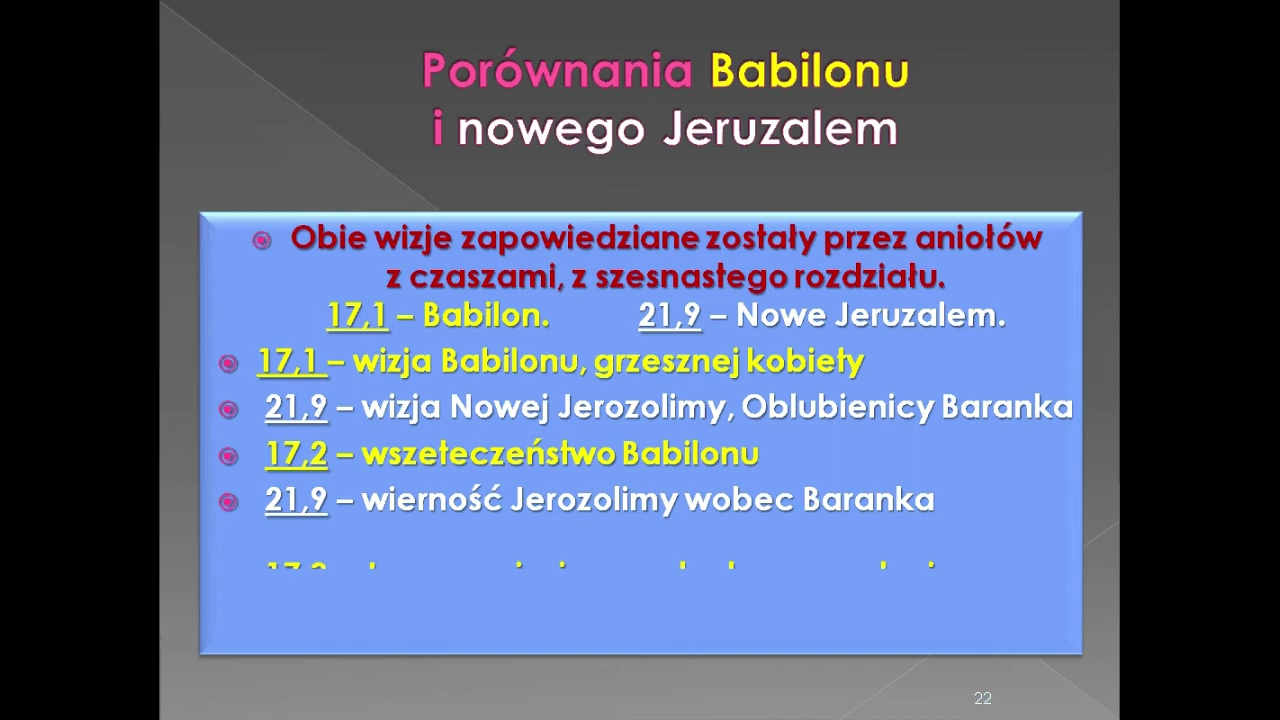 Porównania Babilonu
i nowego Jeruzalem
Obie wizje zapowiedziane zostały przez aniołów
z czaszami, z szesnastego rozdziału.
17,1 – Babilon. 21,9 – Nowe Jeruzalem.
17,1 – wizja Babilonu, grzesznej kobiety
21,9 – wizja Nowej Jerozolimy, Oblubienicy Baranka
17,2 – wszeteczeństwo Babilonu
21,9 – wierność Jerozolimy wobec Baranka
22